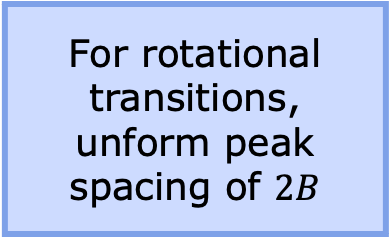 For rotational
transitions,
unform peak
spacing of 2B